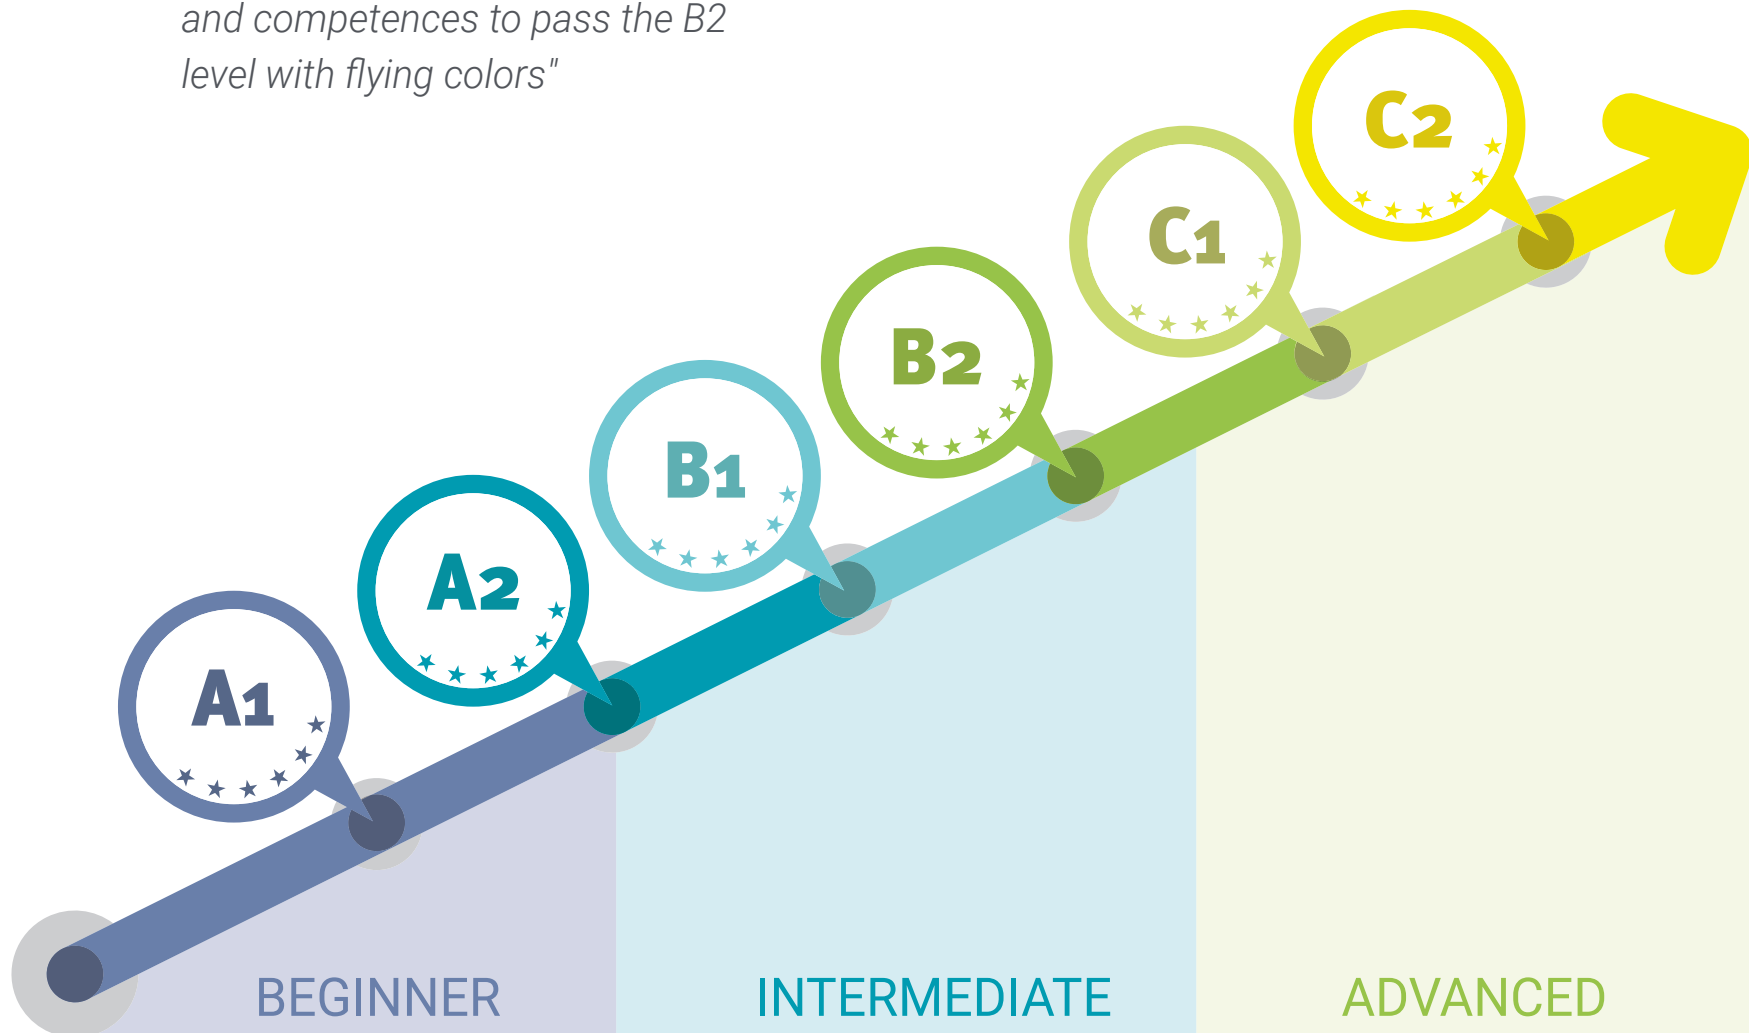 and competences to pass the B2
level with flying colors"
C2
C1
B2
B1
A2
A1
BEGINNER
INTERMEDIATE
ADVANCED